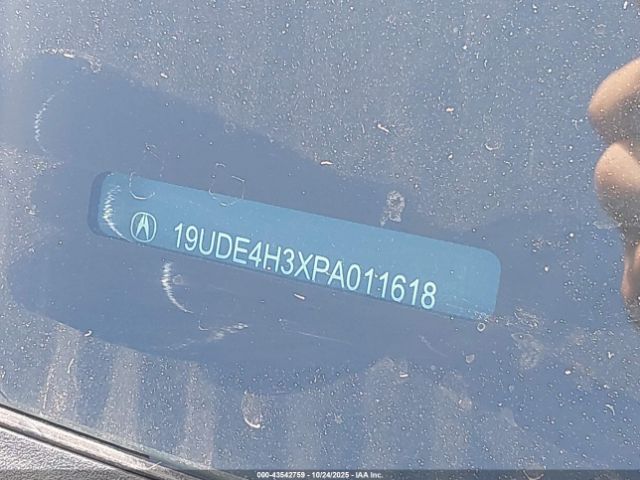 19UDE4H3XPA011618
000-43542759 • 10/24/2025 • IAA Inc.